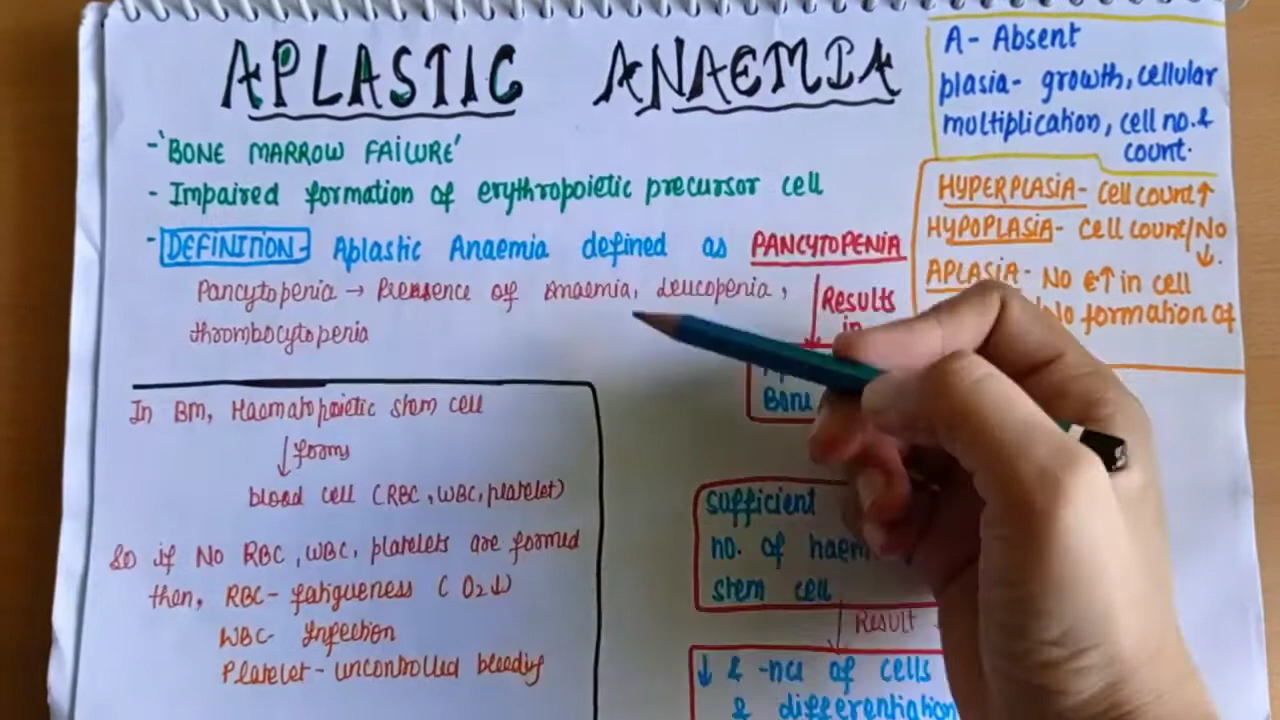 APLASTIC ANAEMIA
-'BONE MARROW FAILURE'
- Impaired formation of erythropoietic precursor cell
- DEFINITION- Aplastic Anaemia defined as PANCYTOPENIA
Pancytopenia → Presence of Anaemia, Leucopenia,
thrombocytopenia
Results
in
Bone
In BM, Haematopoietic stem cell
↓ forms
blood cell (RBC, WBC, platelet)
So if No RBC, WBC, platelets are formed
then, RBC- fatigueness ( O2↓)
WBC- Infection
Platelet- uncontrolled bleeding
sufficient
no. of haem
stem cell
Result
↓ & -nce of cells
& differentiation
A- Absent
plasia- growth, cellular
multiplication, cell no. &
count.
HYPERPLASIA- cell count↑
HYPOPLASIA- cell count/No
↓.
APLASIA- No ↑ in cell
No formation of